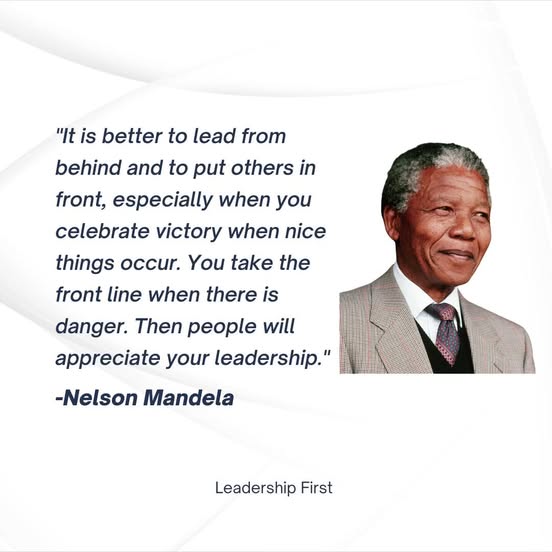 "It is better to lead from
behind and to put others in
front, especially when you
celebrate victory when nice
things occur. You take the
front line when there is
danger. Then people will
appreciate your leadership."
-Nelson Mandela
Leadership First